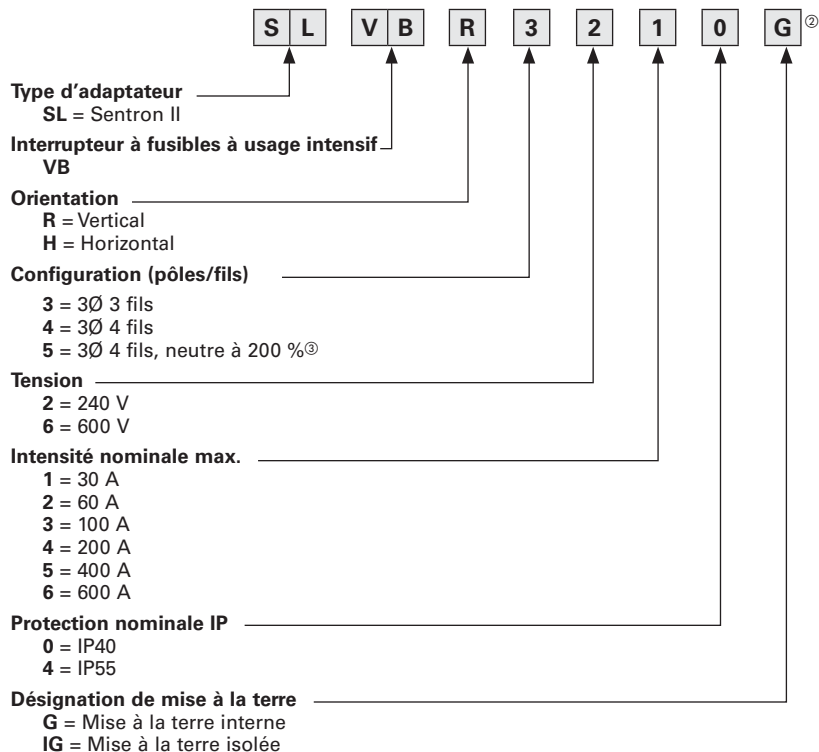 S L V B R 3 2 1 0 G ②
Type d'adaptateur
SL = Sentron II
Interrupteur à fusibles à usage intensif
VB
Orientation
R = Vertical
H = Horizontal
Configuration (pôles/fils)
3 = 3Ø 3 fils
4 = 3Ø 4 fils
5 = 3Ø 4 fils, neutre à 200 %③
Tension
2 = 240 V
6 = 600 V
Intensité nominale max.
1 = 30 A
2 = 60 A
3 = 100 A
4 = 200 A
5 = 400 A
6 = 600 A
Protection nominale IP
0 = IP40
4 = IP55
Désignation de mise à la terre
G = Mise à la terre interne
IG = Mise à la terre isolée